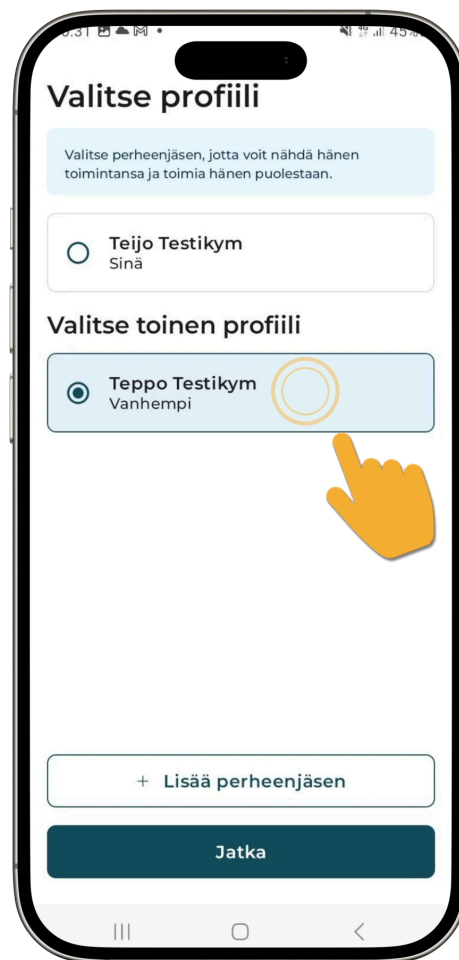 45%
Valitse profiili
Valitse perheenjäsen, jotta voit nähdä hänen
toimintansa ja toimia hänen puolestaan.
Teijo Testikym
Sinä
Valitse toinen profiili
Teppo Testikym
Vanhempi
+ Lisää perheenjäsen
Jatka